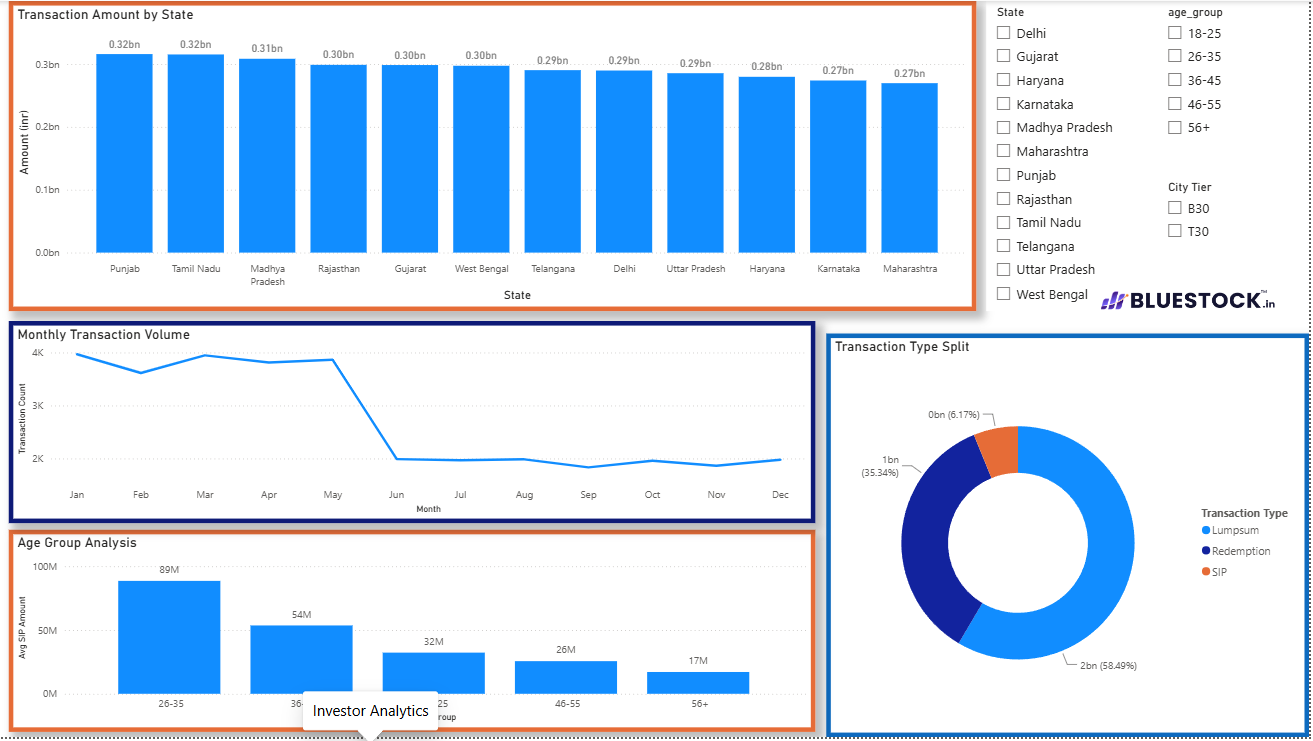 Transaction Amount by State
Amount (inr)
0.3bn
0.2bn
0.1bn
0.0bn
0.32bn
0.32bn
0.31bn
0.30bn
0.30bn
0.30bn
0.29bn
0.29bn
0.29bn
0.28bn
0.27bn
0.27bn
Punjab
Tamil Nadu
Madhya
Pradesh
Rajasthan
Gujarat
West Bengal
Telangana
Delhi
Uttar Pradesh
Haryana
Karnataka
Maharashtra
State
State
Delhi
Gujarat
Haryana
Karnataka
Madhya Pradesh
Maharashtra
Punjab
Rajasthan
Tamil Nadu
Telangana
Uttar Pradesh
West Bengal
age_group
18-25
26-35
36-45
46-55
56+
City Tier
B30
T30
BLUESTOCK™.in
Monthly Transaction Volume
Transaction Count
4K
3K
2K
Jan
Feb
Mar
Apr
May
Jun
Jul
Aug
Sep
Oct
Nov
Dec
Month
Age Group Analysis
Avg SIP Amount
100M
50M
0M
89M
54M
32M
26M
17M
26-35
36-
25
46-55
56+
roup
Investor Analytics
Transaction Type Split
0bn (6.17%)
1bn
(35.34%)
2bn (58.49%)
Transaction Type
Lumpsum
Redemption
SIP